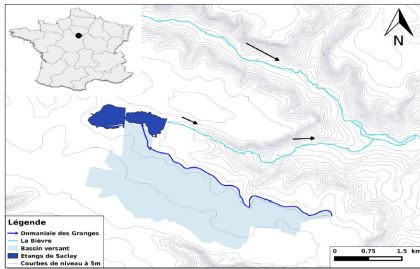 N
Légende
Domaniale des Granges
La Bièvre
Bassin versant
Etangs de Saclay
Courbes de niveau à 5m
0 0.75 1.5 km